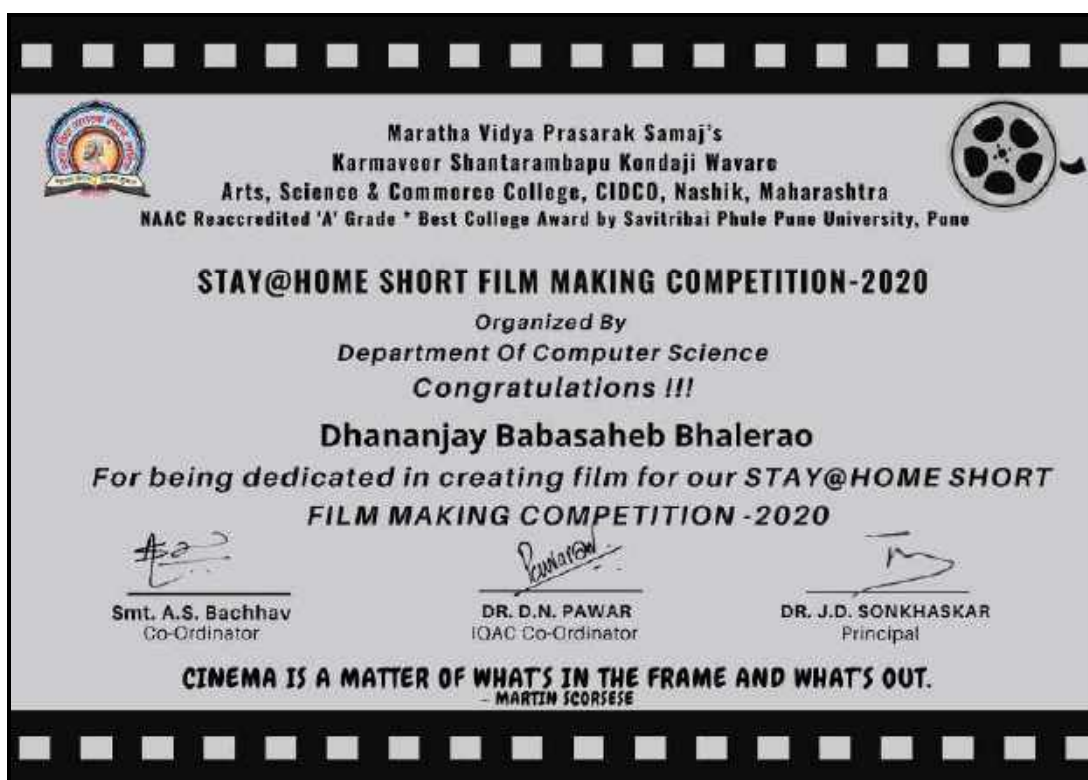 Maratha Vidya Prasarak Samaj's
Karmaveer Shantarambapu Kondaji Wavare
Arts, Science & Commerce College, CIDCO, Nashik, Maharashtra
NAAC Reaccredited 'A' Grade * Best College Award by Savitribai Phule Pune University, Pune
STAY@HOME SHORT FILM MAKING COMPETITION-2020
Organized By
Department Of Computer Science
Congratulations !!!
Dhananjay Babasaheb Bhalerao
For being dedicated in creating film for our STAY@HOME SHORT
FILM MAKING COMPETITION -2020
Smt. A.S. Bachhav DR. D.N. PAWAR DR. J.D. SONKHASKAR
Co-Ordinator IQAC Co-Ordinator Principal
CINEMA IS A MATTER OF WHAT'S IN THE FRAME AND WHAT'S OUT.
- MARTIN SCORSESE